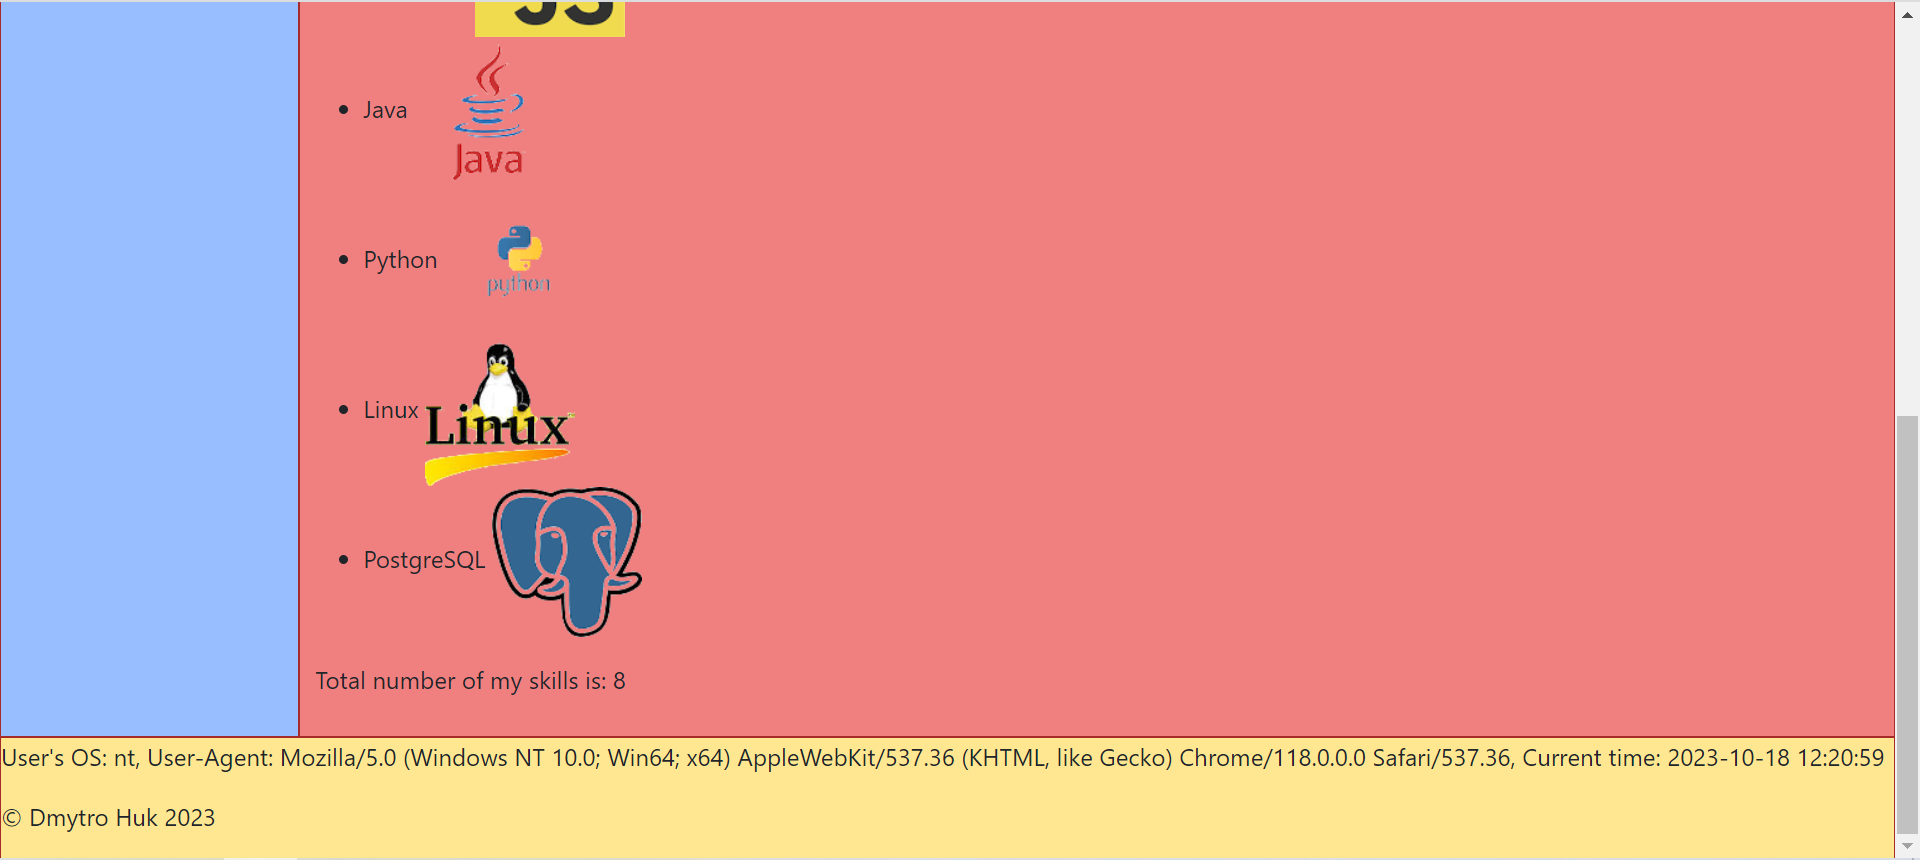 JS
Java
Java
Python
python
Linux
Linux
PostgreSQL
Total number of my skills is: 8
User's OS: nt, User-Agent: Mozilla/5.0 (Windows NT 10.0; Win64; x64) AppleWebKit/537.36 (KHTML, like Gecko) Chrome/118.0.0.0 Safari/537.36, Current time: 2023-10-18 12:20:59
© Dmytro Huk 2023